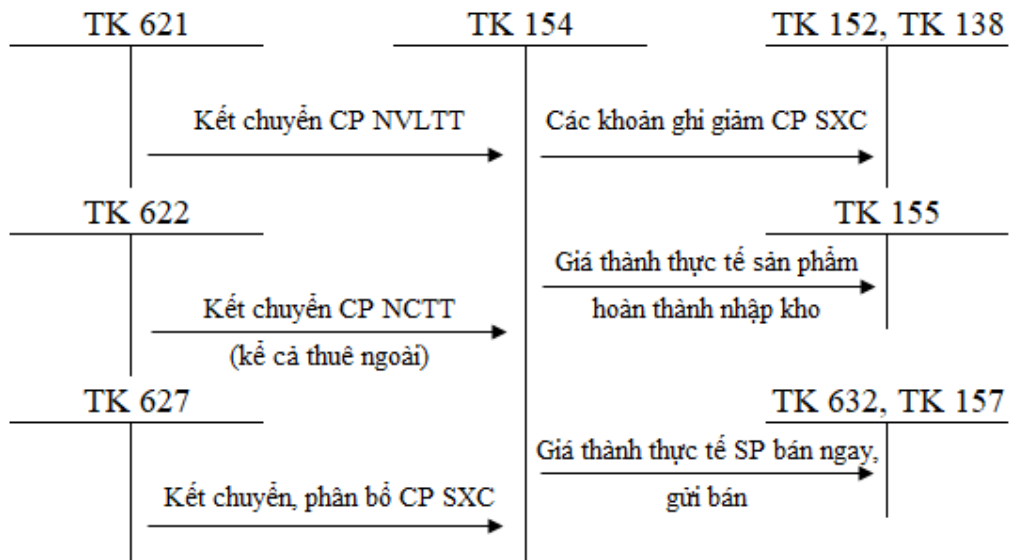 TK 621
TK 154
TK 152, TK 138
Kết chuyển CP NVLTT
Các khoản ghi giảm CP SXC
TK 622
TK 155
Kết chuyển CP NCTT
(kể cả thuê ngoài)
Giá thành thực tế sản phẩm
hoàn thành nhập kho
TK 627
TK 632, TK 157
Kết chuyển, phân bổ CP SXC
Giá thành thực tế SP bán ngay,
gửi bán